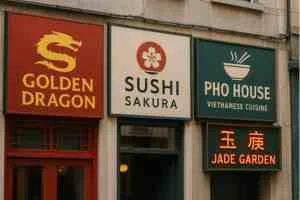 GOLDEN
DRAGON
SUSHI
SAKURA
PHO HOUSE
VIETNAMESE CUISINE
玉
JADE GARDEN